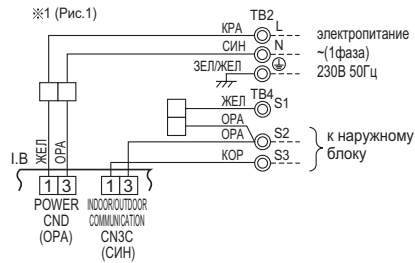 ※1 (Рис.1)
TB2
КРА
L
СИН
N
ЗЕЛ/ЖЕЛ
электропитание
~(1фаза)
230В 50Гц
TB4
ЖЕЛ
S1
ОРА
ОРА
S2
КОР
S3
к наружному
блоку
I.B
ЖЕЛ
ОРА
1 3
1 3
POWER
CND
(ОРА)
INDOOR/OUTDOOR
COMMUNICATION
CN3C
(СИН)